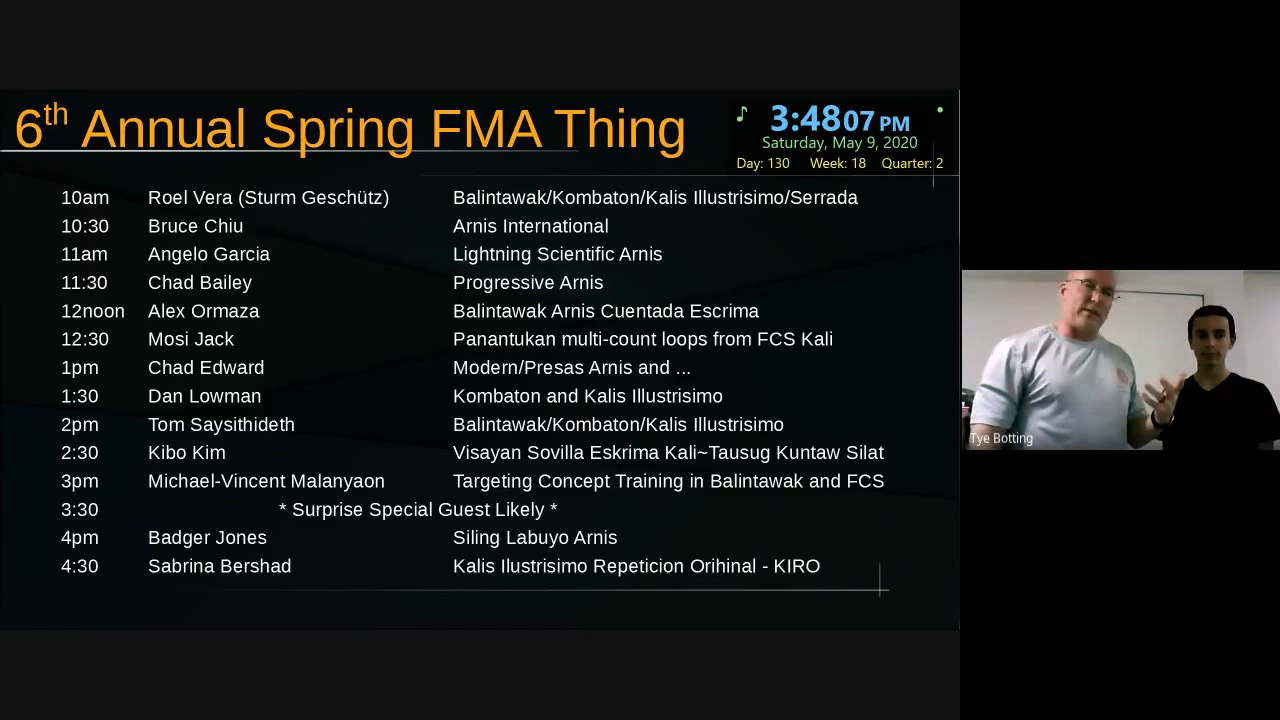 6th Annual Spring FMA Thing
3:48 07 PM
Saturday, May 9, 2020
Day: 130 Week: 18 Quarter: 2
10am Roel Vera (Sturm Geschütz) Balintawak/Kombaton/Kalis Illustrisimo/Serrada
10:30 Bruce Chiu Arnis International
11am Angelo Garcia Lightning Scientific Arnis
11:30 Chad Bailey Progressive Arnis
12noon Alex Ormaza Balintawak Arnis Cuentada Escrima
12:30 Mosi Jack Panantukan multi-count loops from FCS Kali
1pm Chad Edward Modern/Presas Arnis and ...
1:30 Dan Lowman Kombaton and Kalis Illustrisimo
2pm Tom Saysithideth Balintawak/Kombaton/Kalis Illustrisimo
2:30 Kibo Kim Visayan Sovilla Eskrima Kali~Tausug Kuntaw Silat
3pm Michael-Vincent Malanyaon Targeting Concept Training in Balintawak and FCS
3:30 * Surprise Special Guest Likely *
4pm Badger Jones Siling Labuyo Arnis
4:30 Sabrina Bershad Kalis Ilustrisimo Repeticion Orihinal - KIRO
Tye Botting